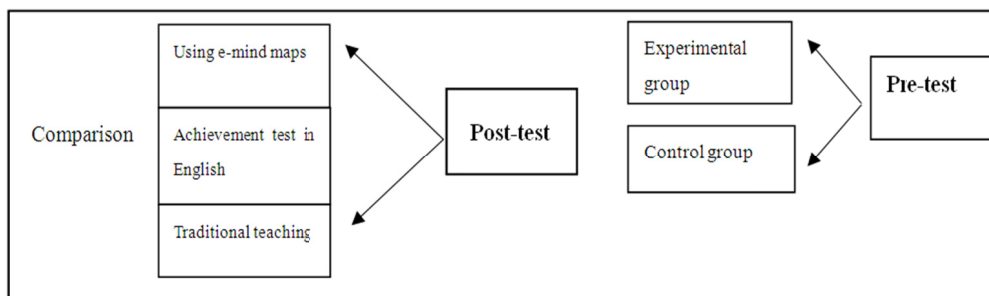 Comparison
Using e-mind maps
Achievement test in
English
Traditional teaching
Post-test
Experimental
group
Control group
Pre-test